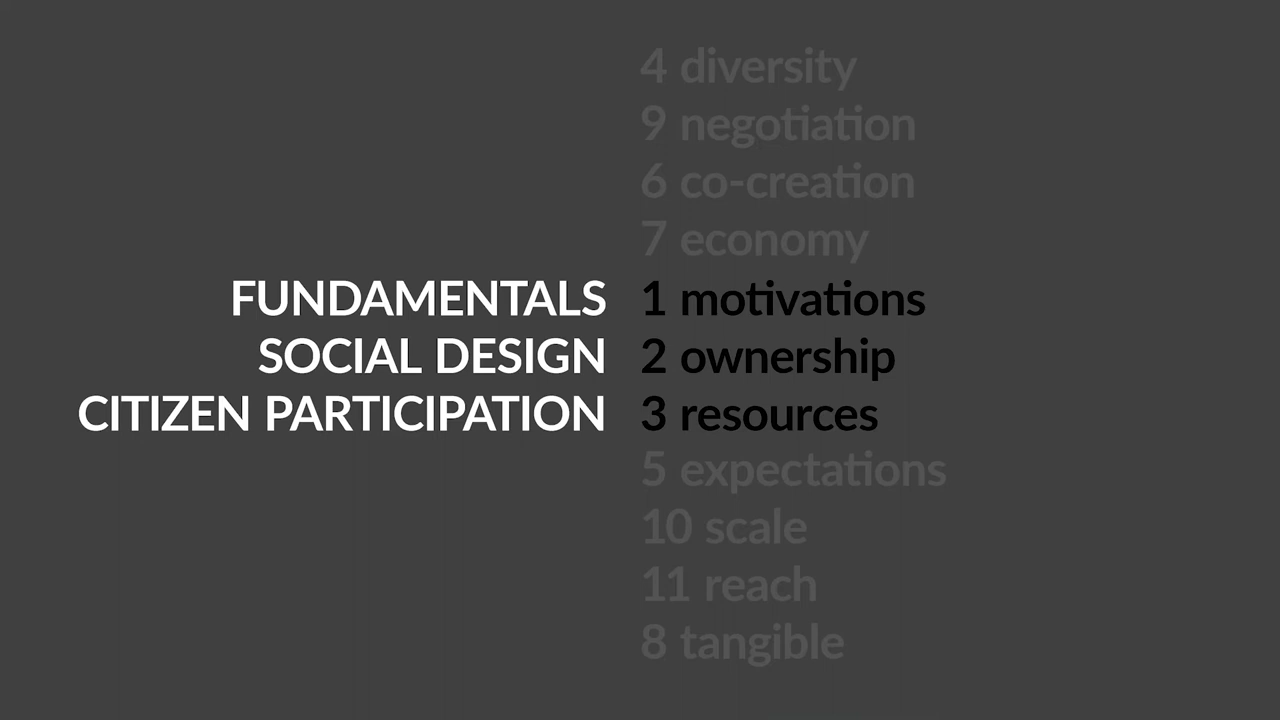 4 diversity
9 negotiation
6 co-creation
7 economy
FUNDAMENTALS 1 motivations
SOCIAL DESIGN 2 ownership
CITIZEN PARTICIPATION 3 resources
5 expectations
10 scale
11 reach
8 tangible